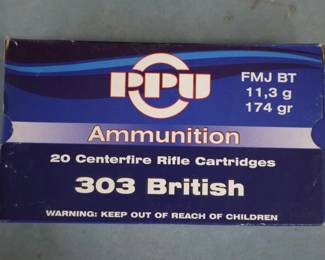 PPU
FMJ BT
11,3 g
174 gr
Ammunition
20 Centerfire Rifle Cartridges
303 British
WARNING: KEEP OUT OF REACH OF CHILDREN